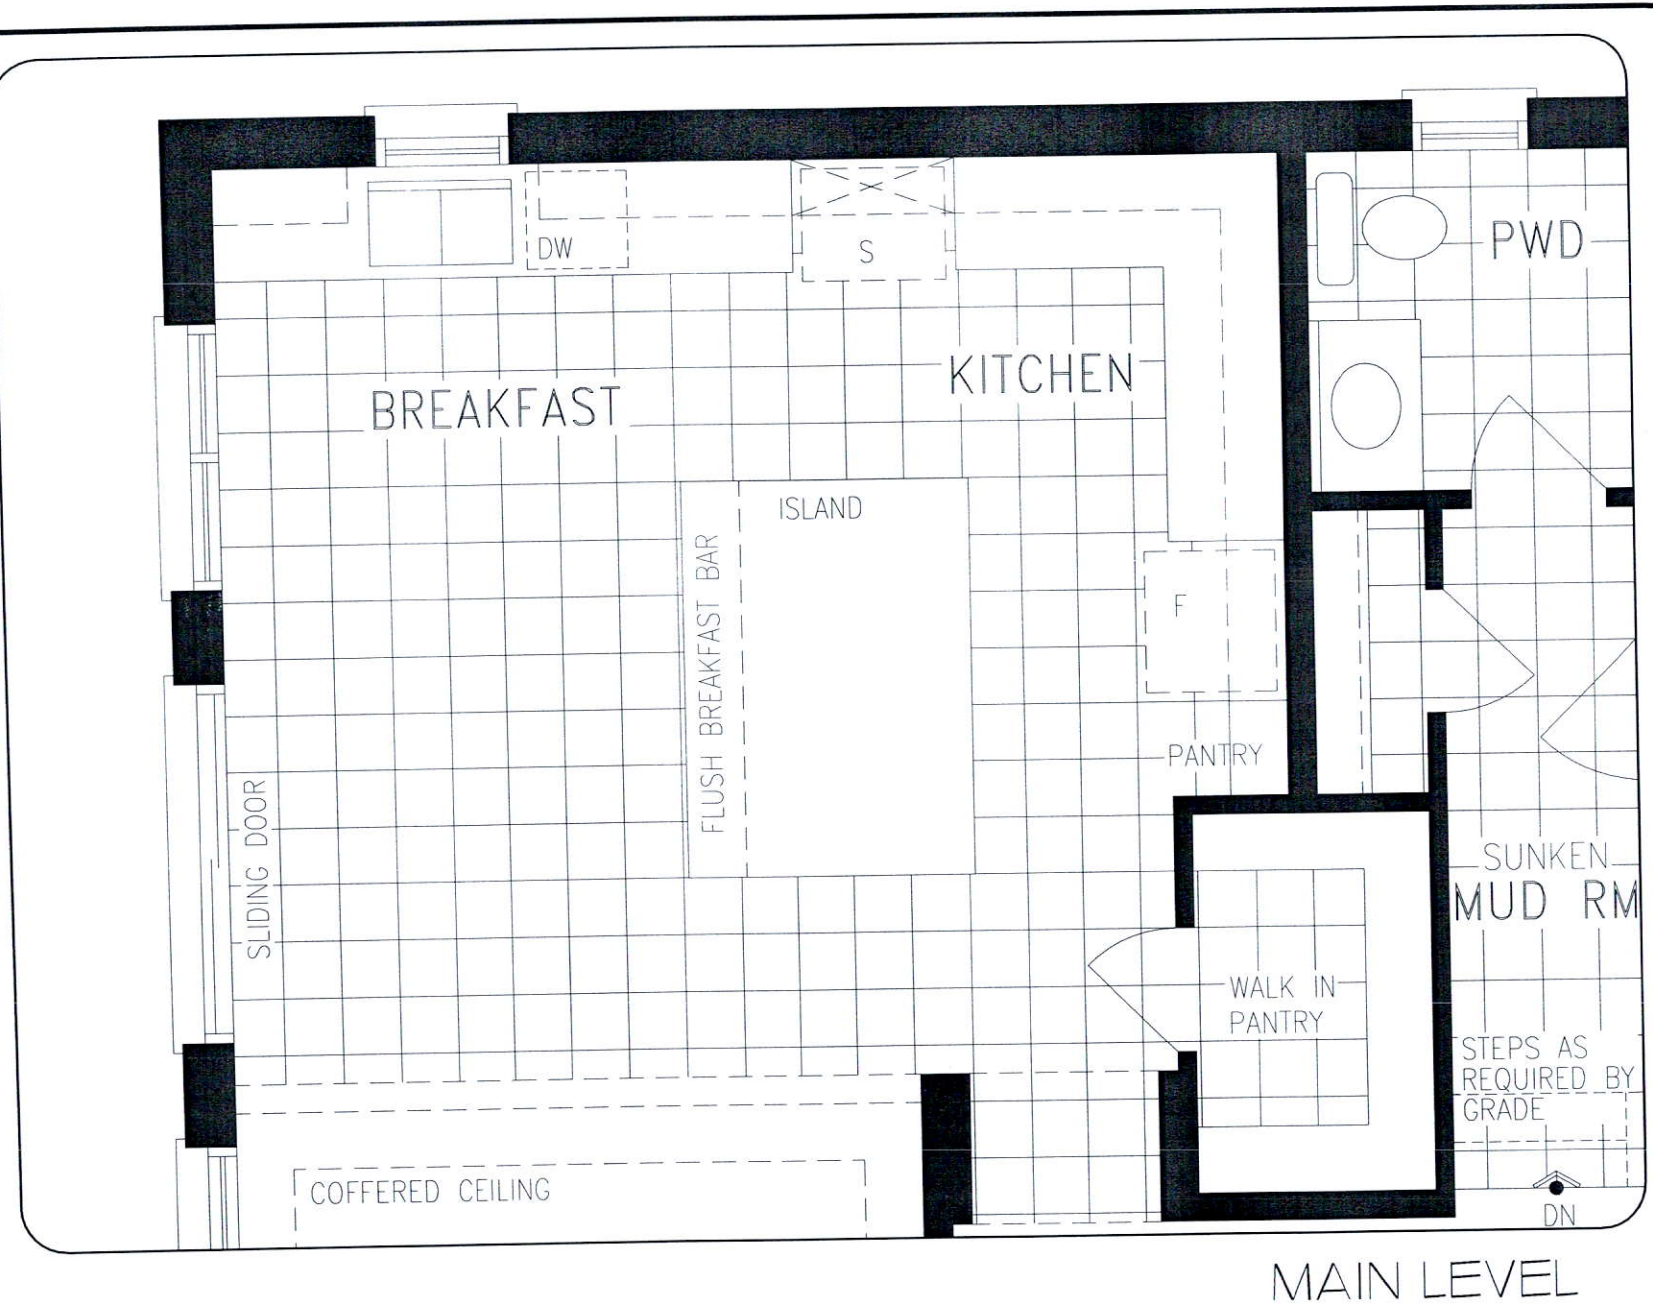 DW
S
PWD
KITCHEN
BREAKFAST
ISLAND
FLUSH BREAKFAST BAR
F
PANTRY
SLIDING DOOR
SUNKEN
MUD RM
WALK IN
PANTRY
STEPS AS
REQUIRED BY
GRADE
COFFERED CEILING
DN
MAIN LEVEL